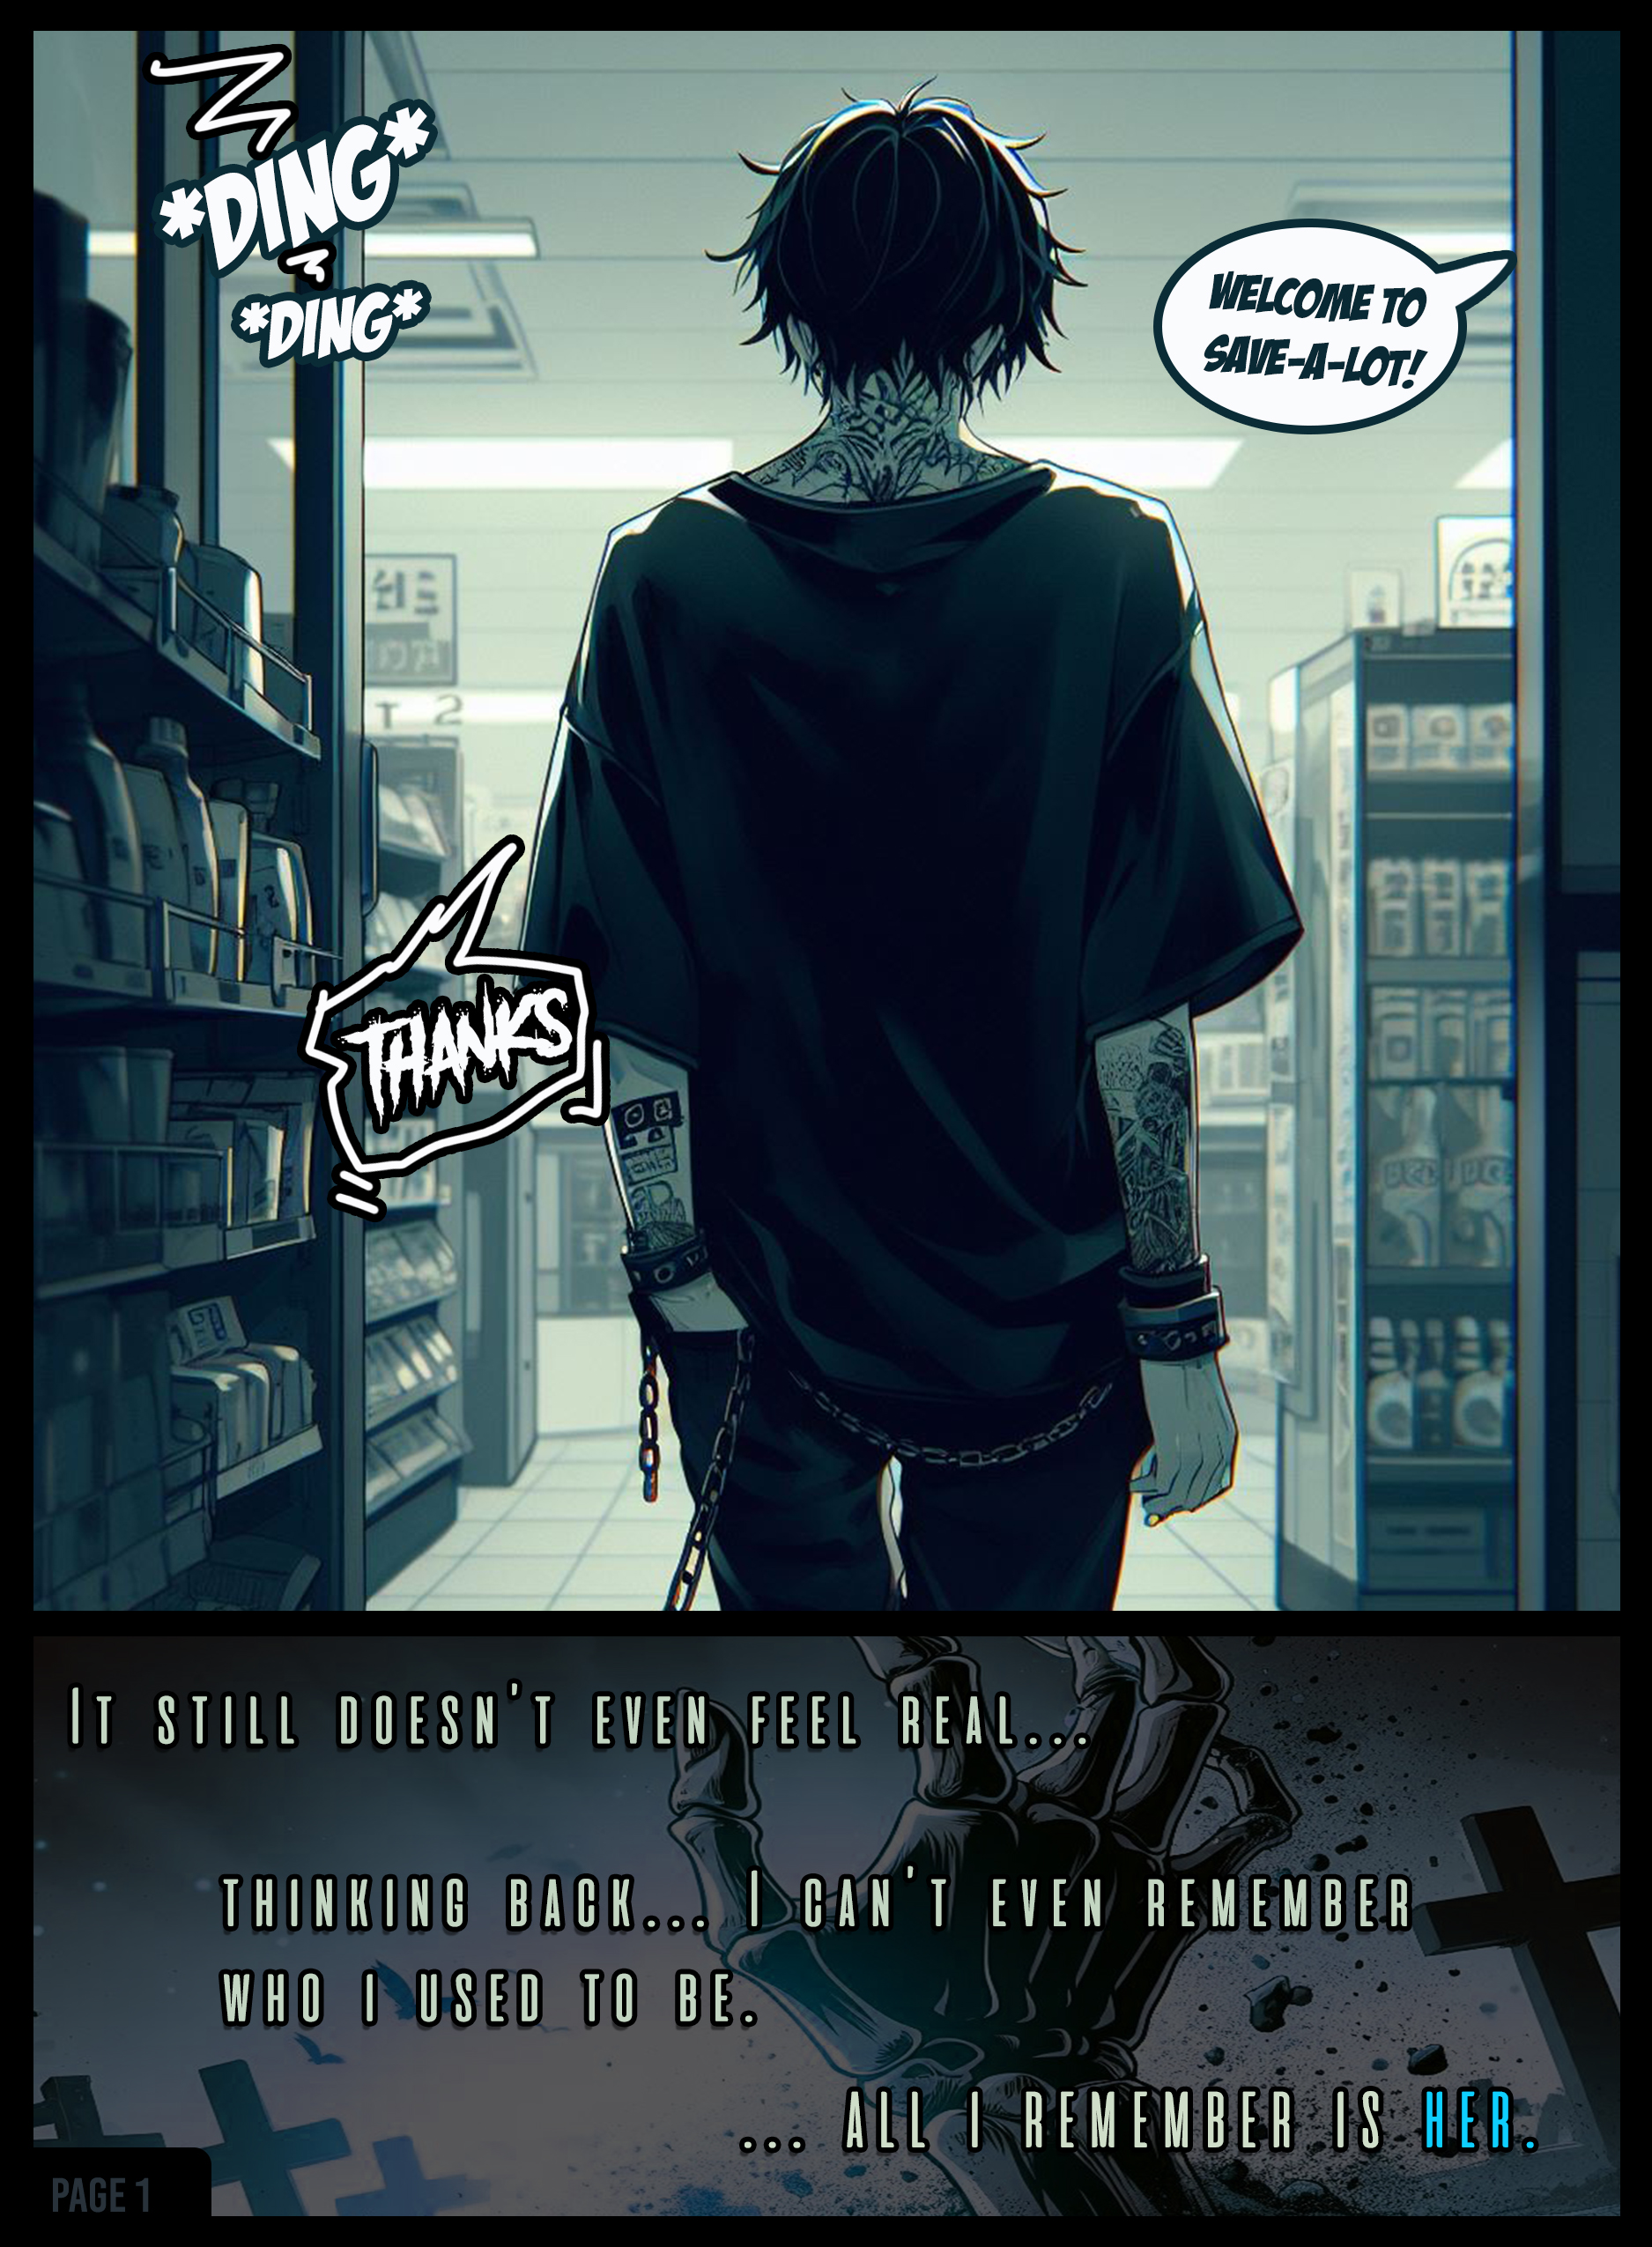 *DING*
*DING*
WELCOME TO
SAVE-A-LOT!
THANKS
IT STILL DOESN'T EVEN FEEL REAL...
THINKING BACK... I CAN'T EVEN REMEMBER
WHO I USED TO BE.
... ALL I REMEMBER IS HER.
PAGE 1